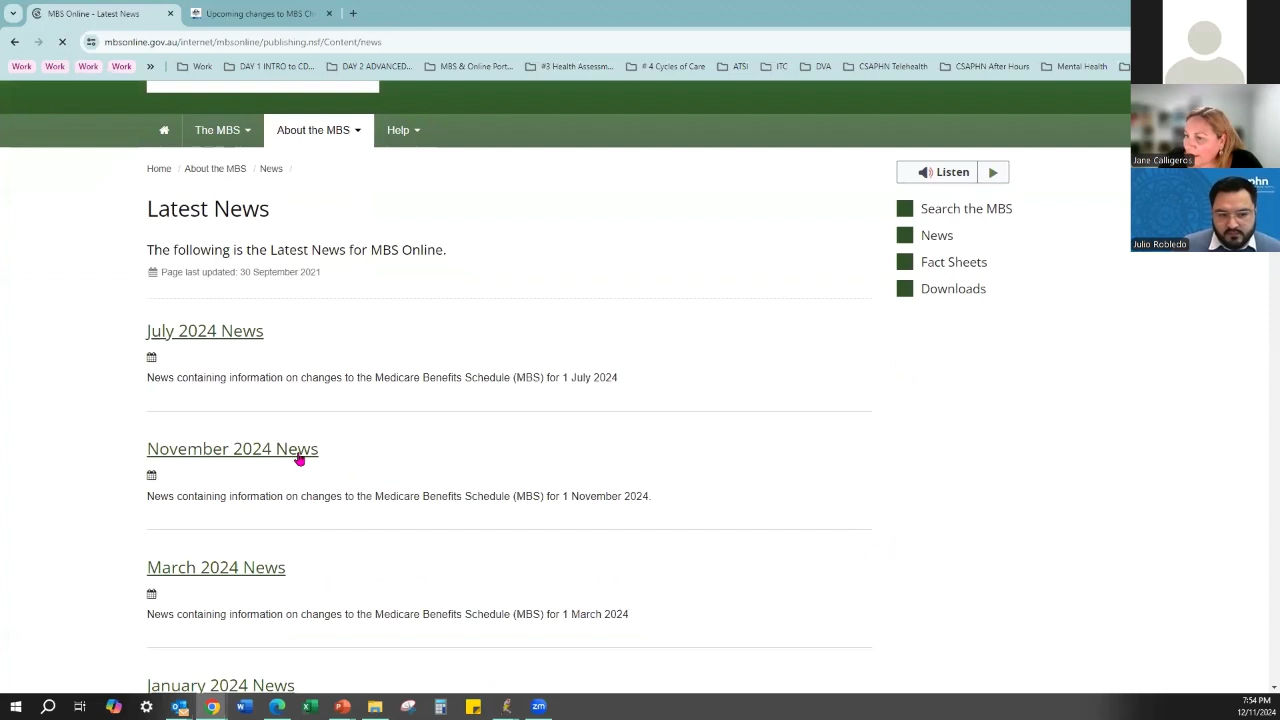 MBS Online - Latest News
Upcoming changes to MBS Ch
mbsonline.gov.au/internet/mbsonline/publishing.nsf/Content/news
Work
Work
Work
Work
Work
DAY 1 INTRO to CD...
DAY 2 ADVANCED...
MBS & Online Port...
#3 Health Assessm...
# 4 Cycles of Care
ATSI
ITC
DVA
CSAPHN Telehealth
CSAPHN After Hours
Mental Health
The MBS
About the MBS
Help
Home / About the MBS / News /
Listen
Latest News
Search the MBS
News
Fact Sheets
Downloads
The following is the Latest News for MBS Online.
Page last updated: 30 September 2021
July 2024 News
News containing information on changes to the Medicare Benefits Schedule (MBS) for 1 July 2024
November 2024 News
News containing information on changes to the Medicare Benefits Schedule (MBS) for 1 November 2024.
March 2024 News
News containing information on changes to the Medicare Benefits Schedule (MBS) for 1 March 2024
January 2024 News
Jane Calligeros
phn
Julio Robledo
zm
7:54 PM
12/11/2024